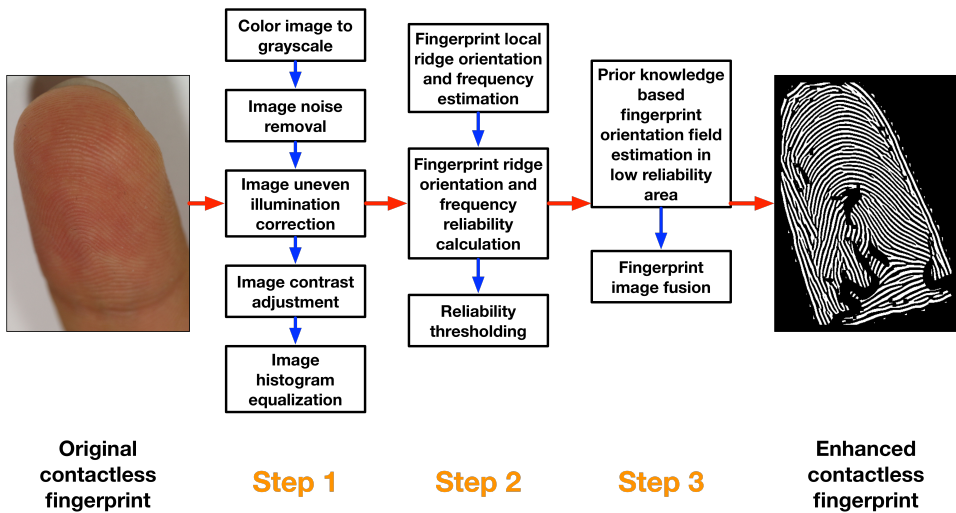 Color image to
grayscale
Image noise
removal
Image uneven
illumination
correction
Image contrast
adjustment
Image
histogram
equalization
Fingerprint local
ridge orientation
and frequency
estimation
Fingerprint ridge
orientation and
frequency
reliability
calculation
Reliability
thresholding
Prior knowledge
based
fingerprint
orientation field
estimation in
low reliability
area
Fingerprint
image fusion
Original
contactless
fingerprint
Step 1
Step 2
Step 3
Enhanced
contactless
fingerprint